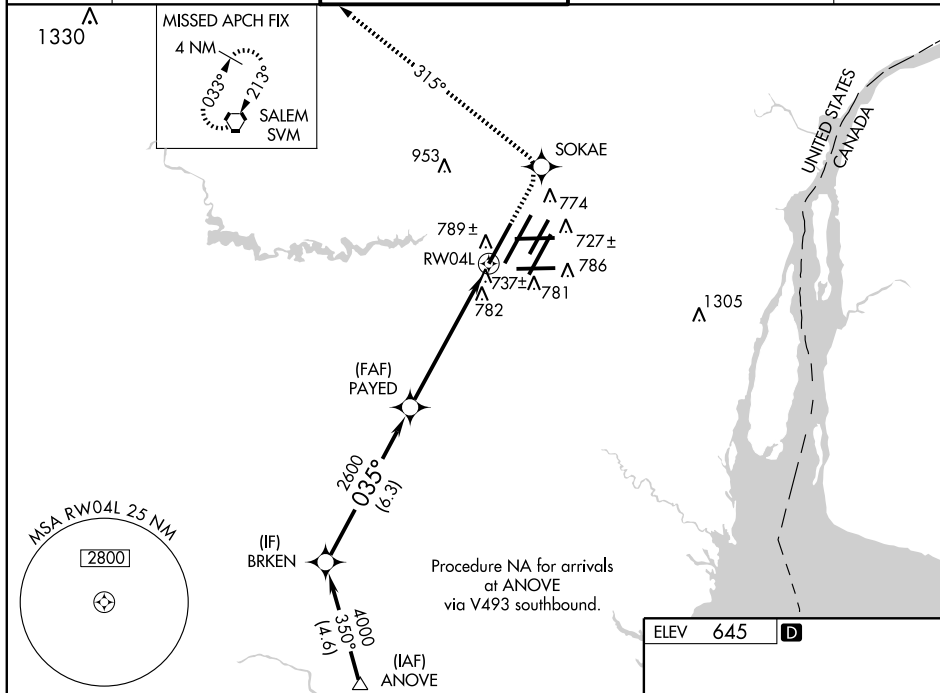 1330
MISSED APCH FIX
4 NM
033°
213°
SALEM
SVM
315°
UNITED STATES
CANADA
953
SOKAE
774
789±
727±
RW04L
786
737±
781
782
1305
(FAF)
PAYED
2600
035°
(6.3)
MSA RW04L 25 NM
2800
(IF)
BRKEN
Procedure NA for arrivals
at ANOVE
via V493 southbound.
4000
350°
(4.6)
(IAF)
ANOVE
ELEV 645 D